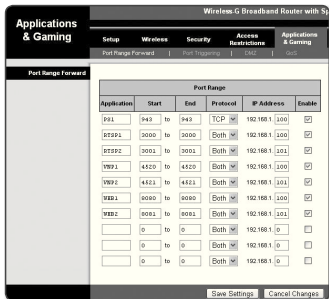 Wireless-G Broadband Router with Sp
Applications & Gaming
Setup Wireless Security Access Restrictions Applications & Gaming
Port Range Forward | Port Triggering | DMZ | QoS
Port Range Forward
Port Range
Application Start End Protocol IP Address Enable
PS1 943 to 943 TCP 192.168.1. 100
RTSP1 3000 to 3000 Both 192.168.1. 100
RTSP2 3001 to 3001 Both 192.168.1. 101
VNP1 4520 to 4520 Both 192.168.1. 100
VNP2 4521 to 4521 Both 192.168.1. 101
WEB1 8080 to 8080 Both 192.168.1. 100
WEB2 8081 to 8081 Both 192.168.1. 101
0 to 0 Both 192.168.1. 0
0 to 0 Both 192.168.1. 0
0 to 0 Both 192.168.1. 0
Save Settings Cancel Changes